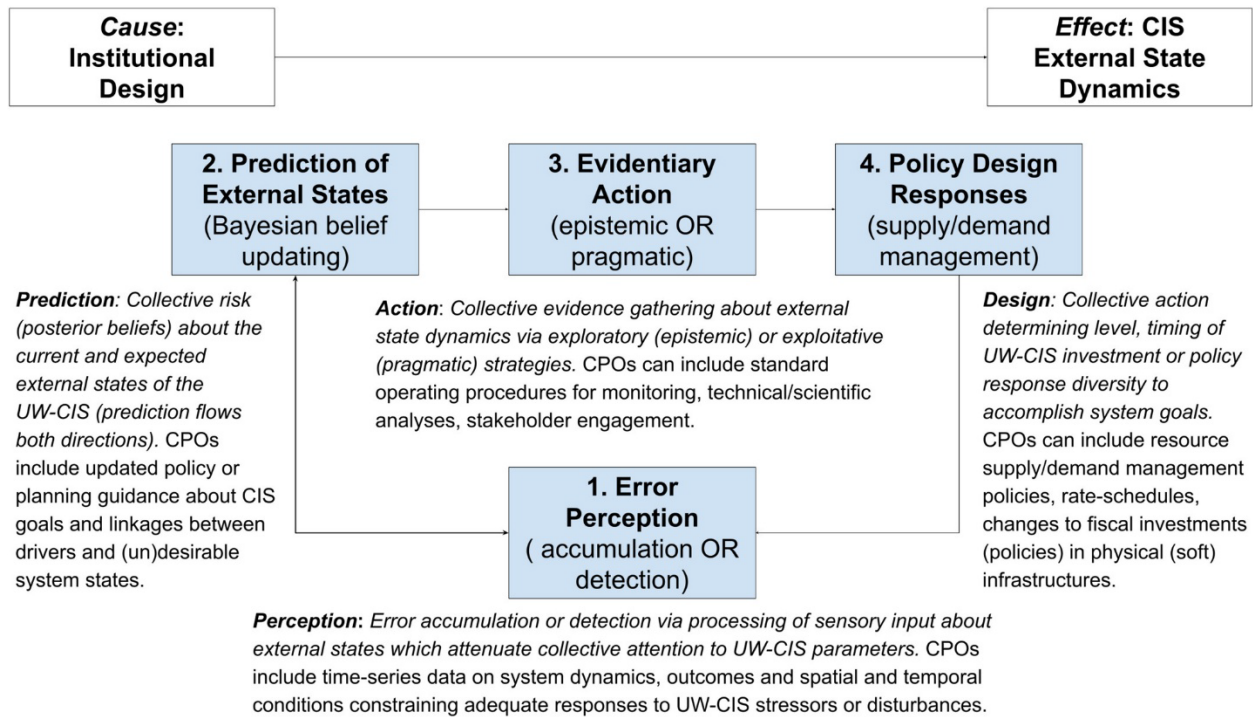 Cause:
Institutional
Design
Effect: CIS
External State
Dynamics
2. Prediction of
External States
(Bayesian belief
updating)
3. Evidentiary
Action
(epistemic OR
pragmatic)
4. Policy Design
Responses
(supply/demand
management)
Prediction: Collective risk
(posterior beliefs) about the
current and expected
external states of the
UW-CIS (prediction flows
both directions). CPOs
include updated policy or
planning guidance about CIS
goals and linkages between
drivers and (un)desirable
system states.
Action: Collective evidence gathering about external
state dynamics via exploratory (epistemic) or exploitative
(pragmatic) strategies. CPOs can include standard
operating procedures for monitoring, technical/scientific
analyses, stakeholder engagement.
Design: Collective action
determining level, timing of
UW-CIS investment or policy
response diversity to
accomplish system goals.
CPOs can include resource
supply/demand management
policies, rate-schedules,
changes to fiscal investments
(policies) in physical (soft)
infrastructures.
1. Error
Perception
( accumulation OR
detection)
Perception: Error accumulation or detection via processing of sensory input about
external states which attenuate collective attention to UW-CIS parameters. CPOs
include time-series data on system dynamics, outcomes and spatial and temporal
conditions constraining adequate responses to UW-CIS stressors or disturbances.